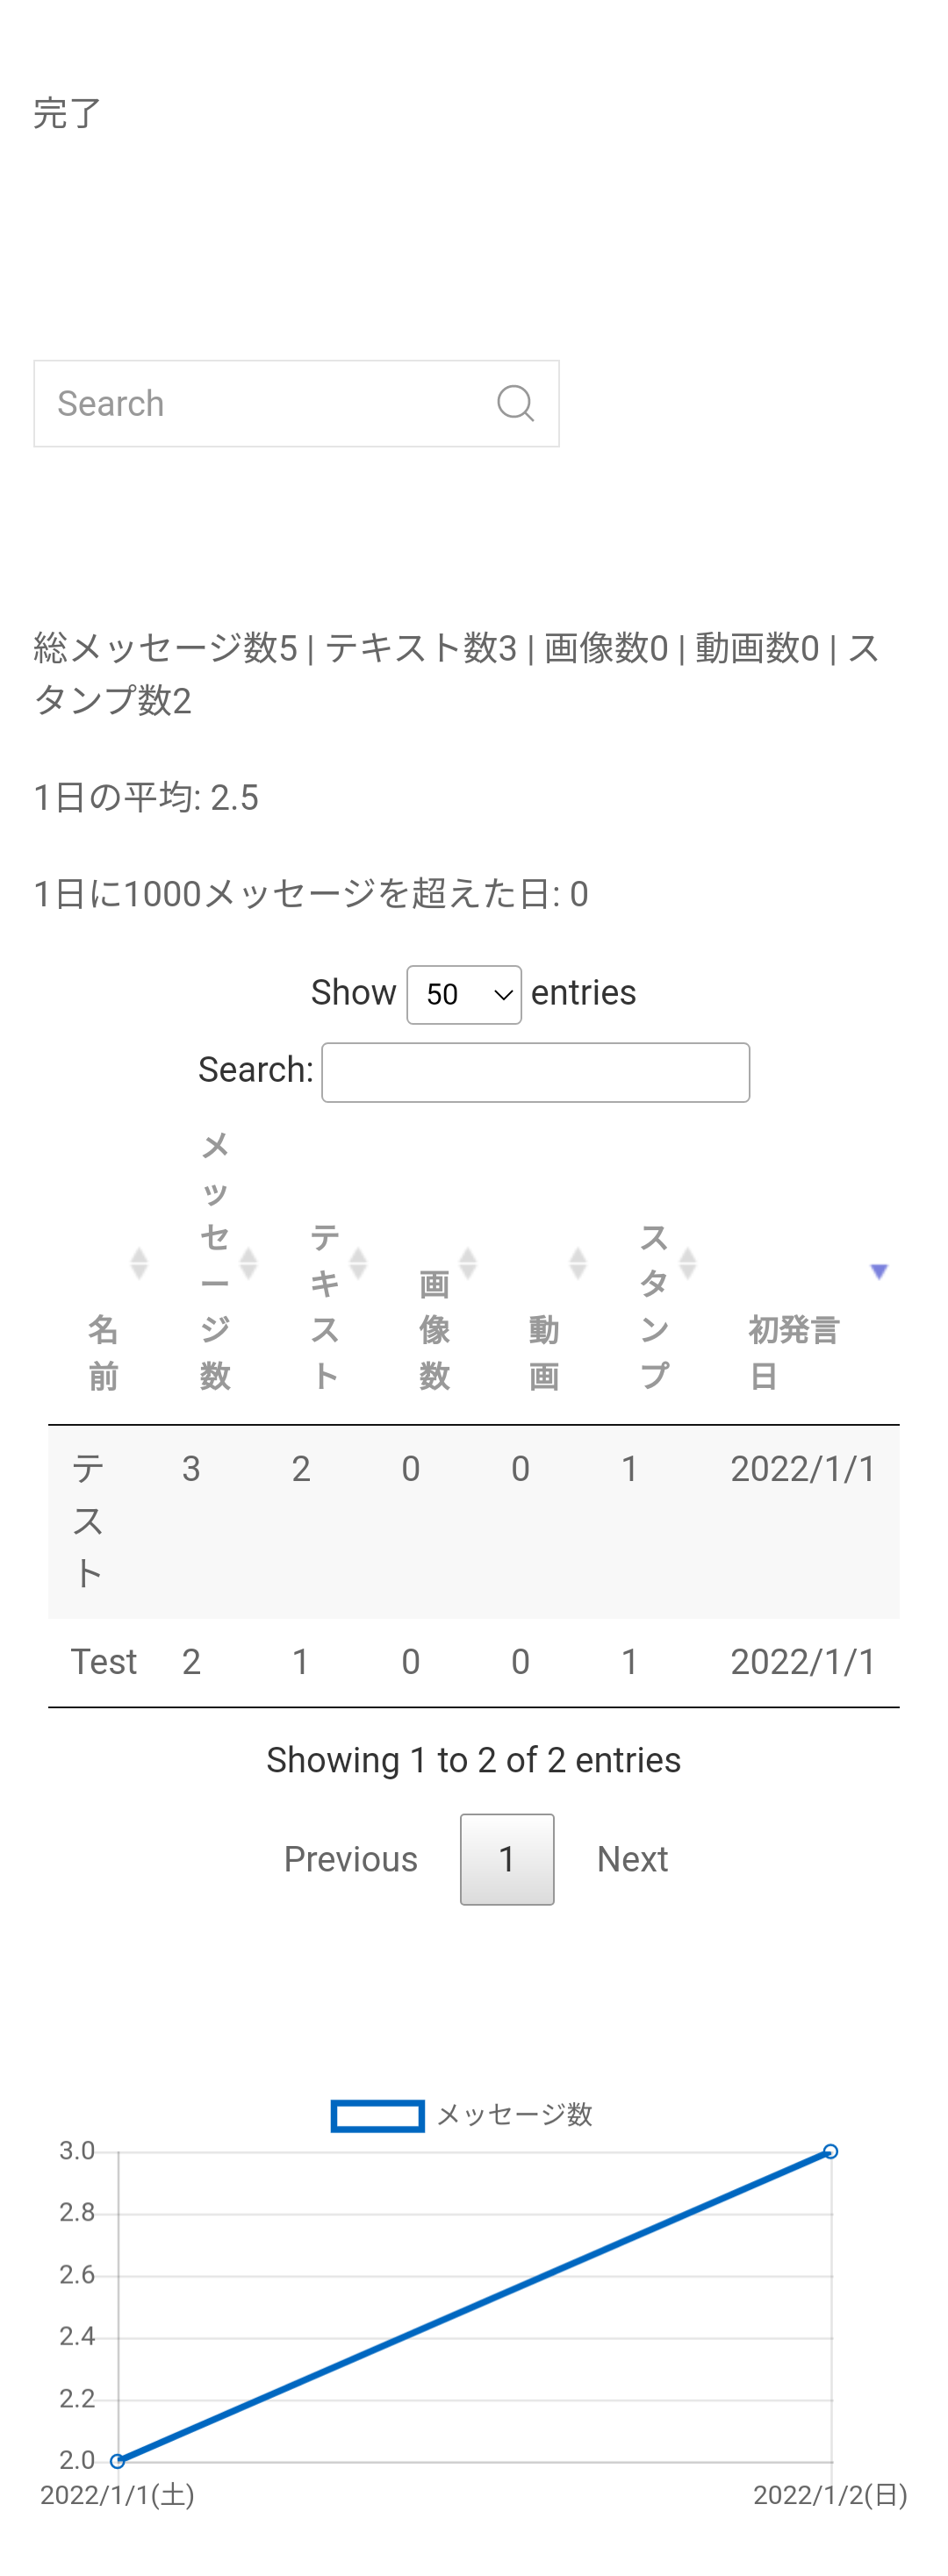 完了
Search
総メッセージ数5 | テキスト数3 | 画像数0 | 動画数0 | ス
タンプ数2
1日の平均: 2.5
1日に1000メッセージを超えた日: 0
Show 50 entries
Search:
名前 メッセージ数 テキスト 画像数 動画 スタンプ 初発言日
テスト 3 2 0 0 1 2022/1/1
Test 2 1 0 0 1 2022/1/1
Showing 1 to 2 of 2 entries
Previous 1 Next
メッセージ数
3.0
2.8
2.6
2.4
2.2
2.0
2022/1/1(土) 2022/1/2(日)